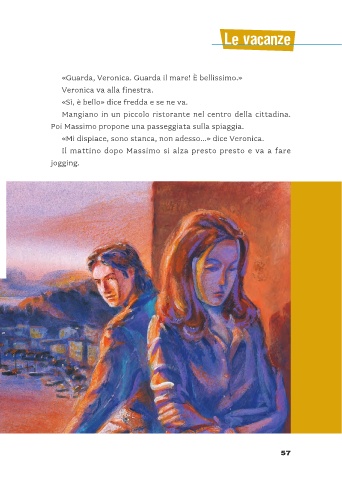 Le vacanze
«Guarda, Veronica. Guarda il mare! È bellissimo.»
Veronica va alla finestra.
«Sì, è bello» dice fredda e se ne va.
Mangiano in un piccolo ristorante nel centro della cittadina.
Poi Massimo propone una passeggiata sulla spiaggia.
«Mi dispiace, sono stanca, non adesso...» dice Veronica.
Il mattino dopo Massimo si alza presto presto e va a fare
jogging.
57